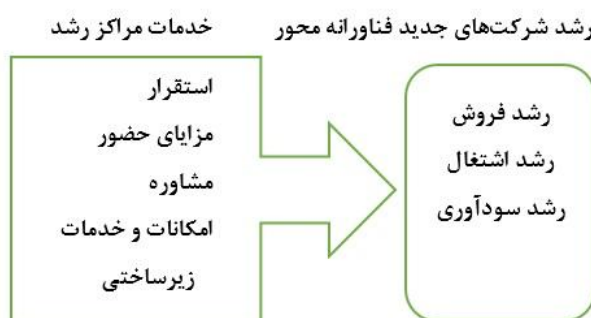 خدمات مراکز رشد
رشد شرکت‌های جدید فناورانه محور
استقرار
مزایای حضور
مشاوره
امکانات و خدمات
زیرساختی
رشد فروش
رشد اشتغال
رشد سودآوری